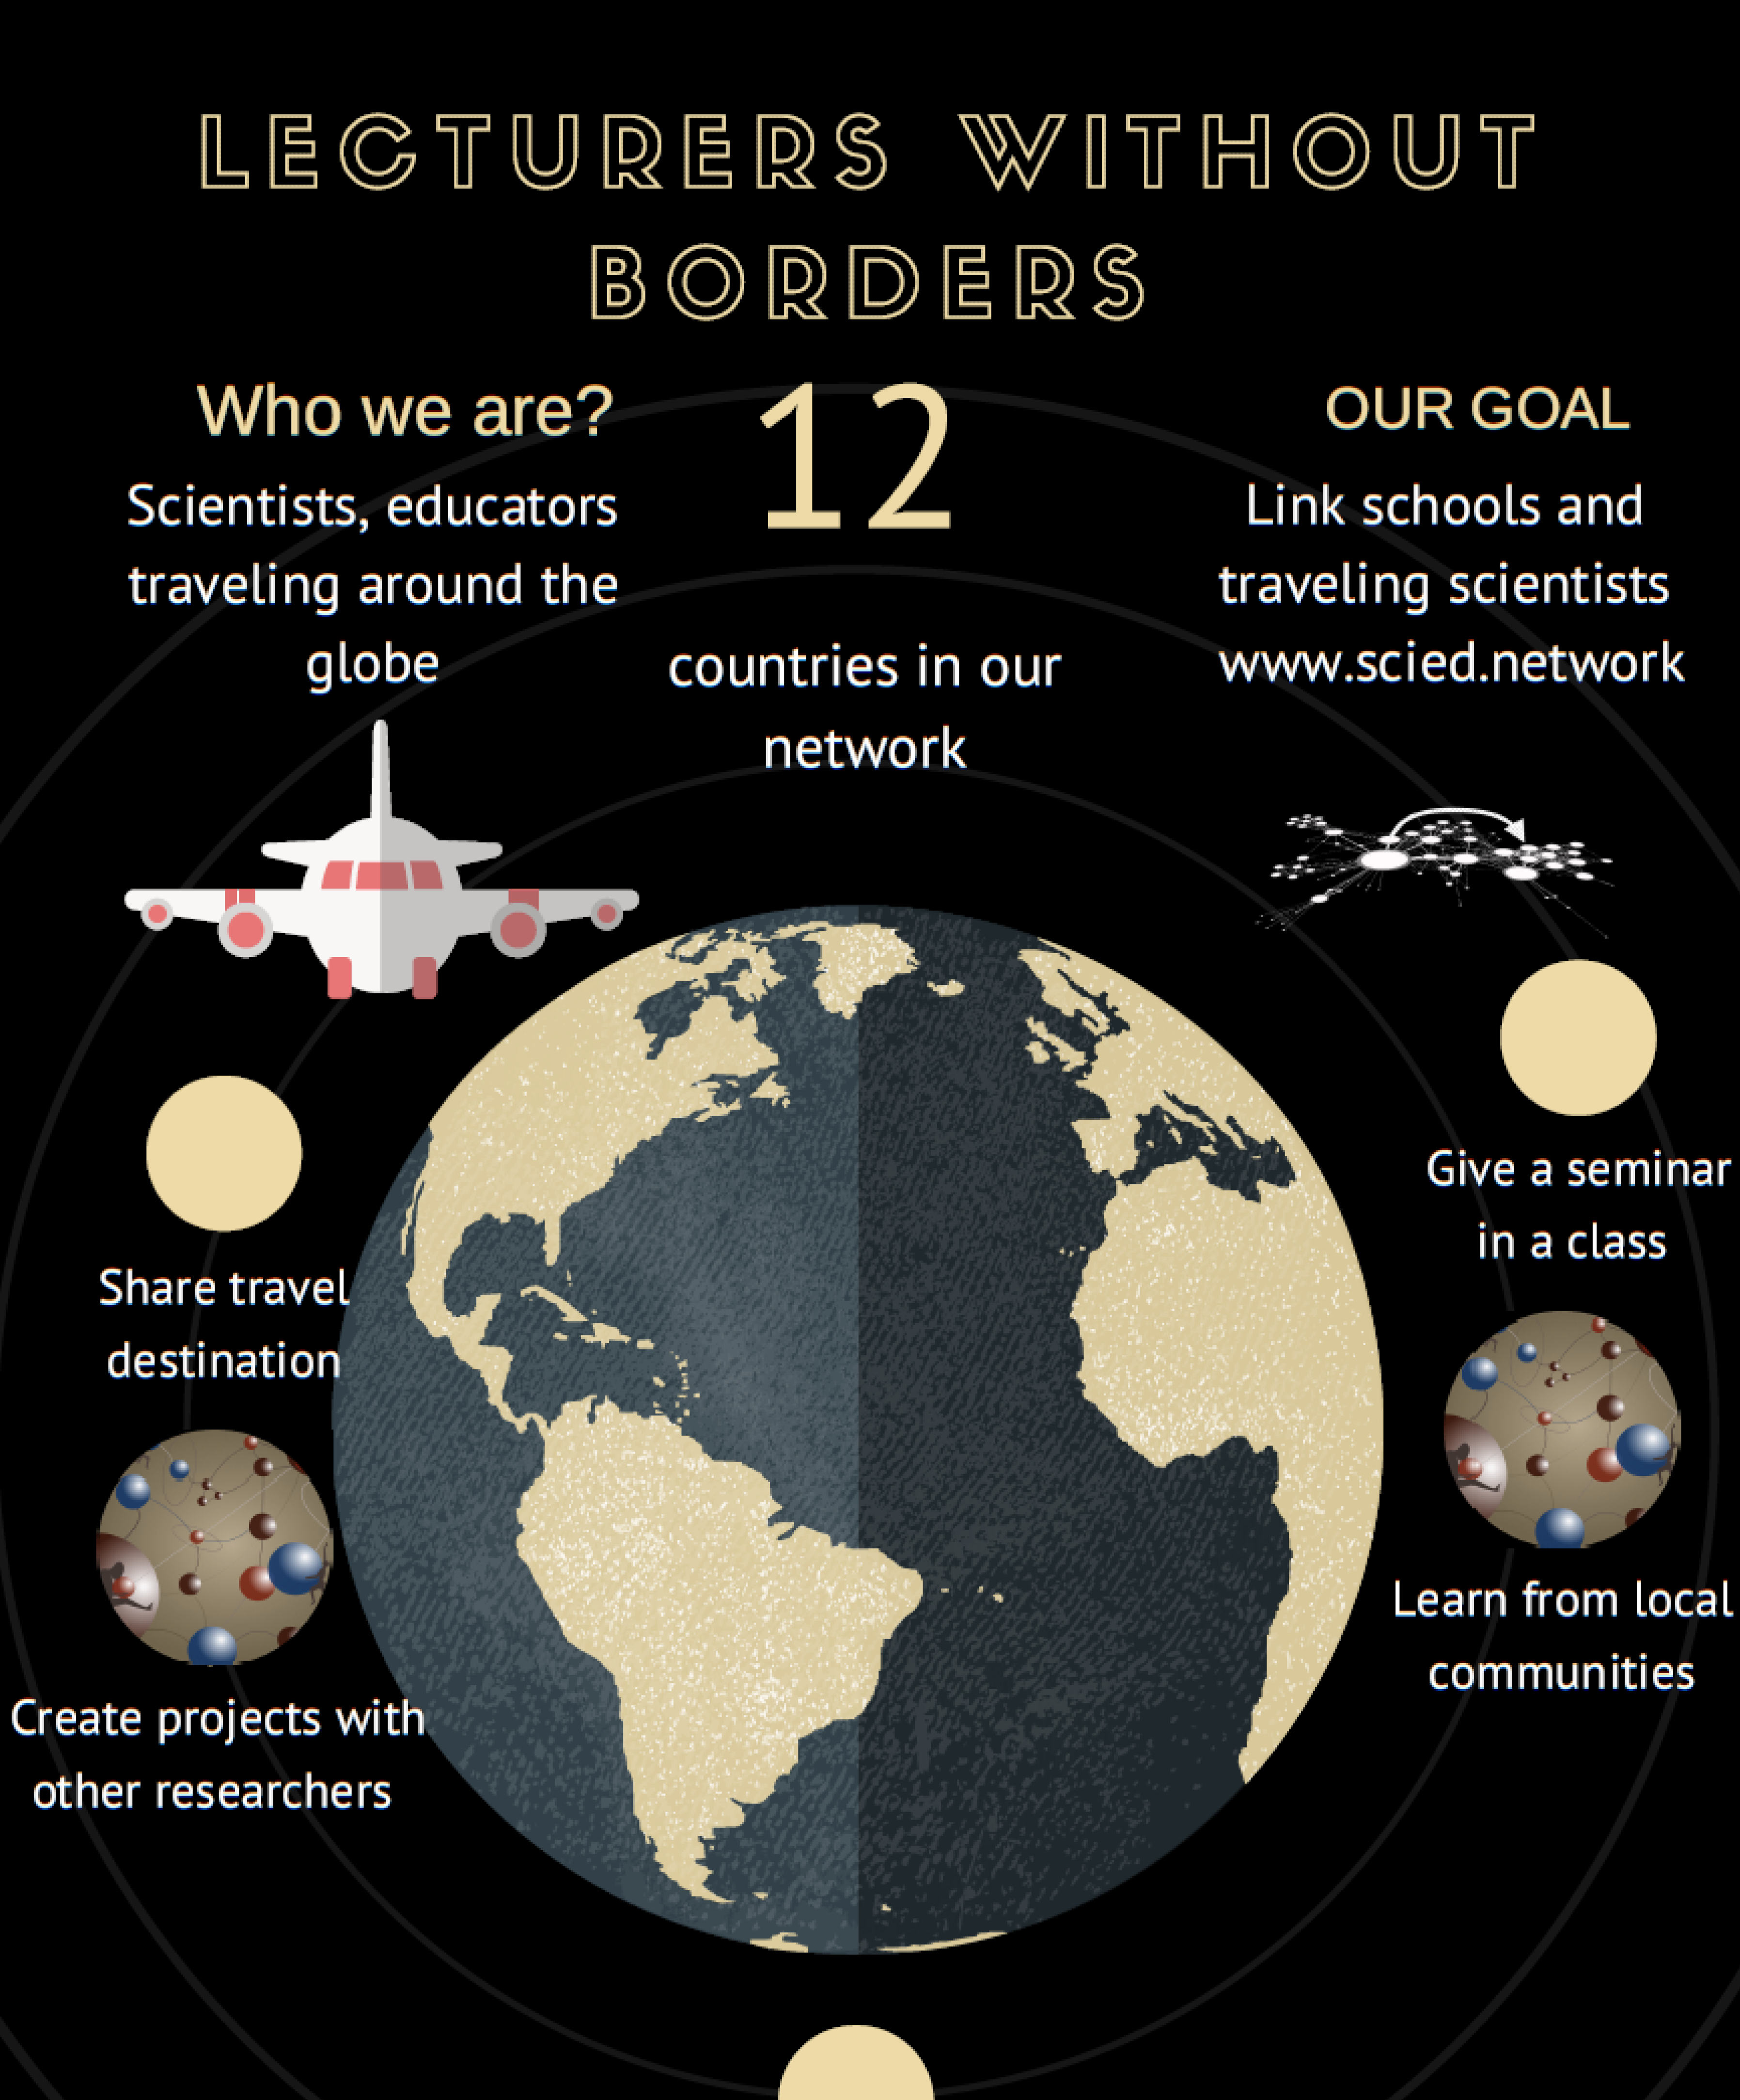 LECTURERS WITHOUT
BORDERS
Who we are?
Scientists, educators
traveling around the
globe
12
countries in our
network
OUR GOAL
Link schools and
traveling scientists
www.scied.network
Share travel
destination
Create projects with
other researchers
Give a seminar
in a class
Learn from local
communities